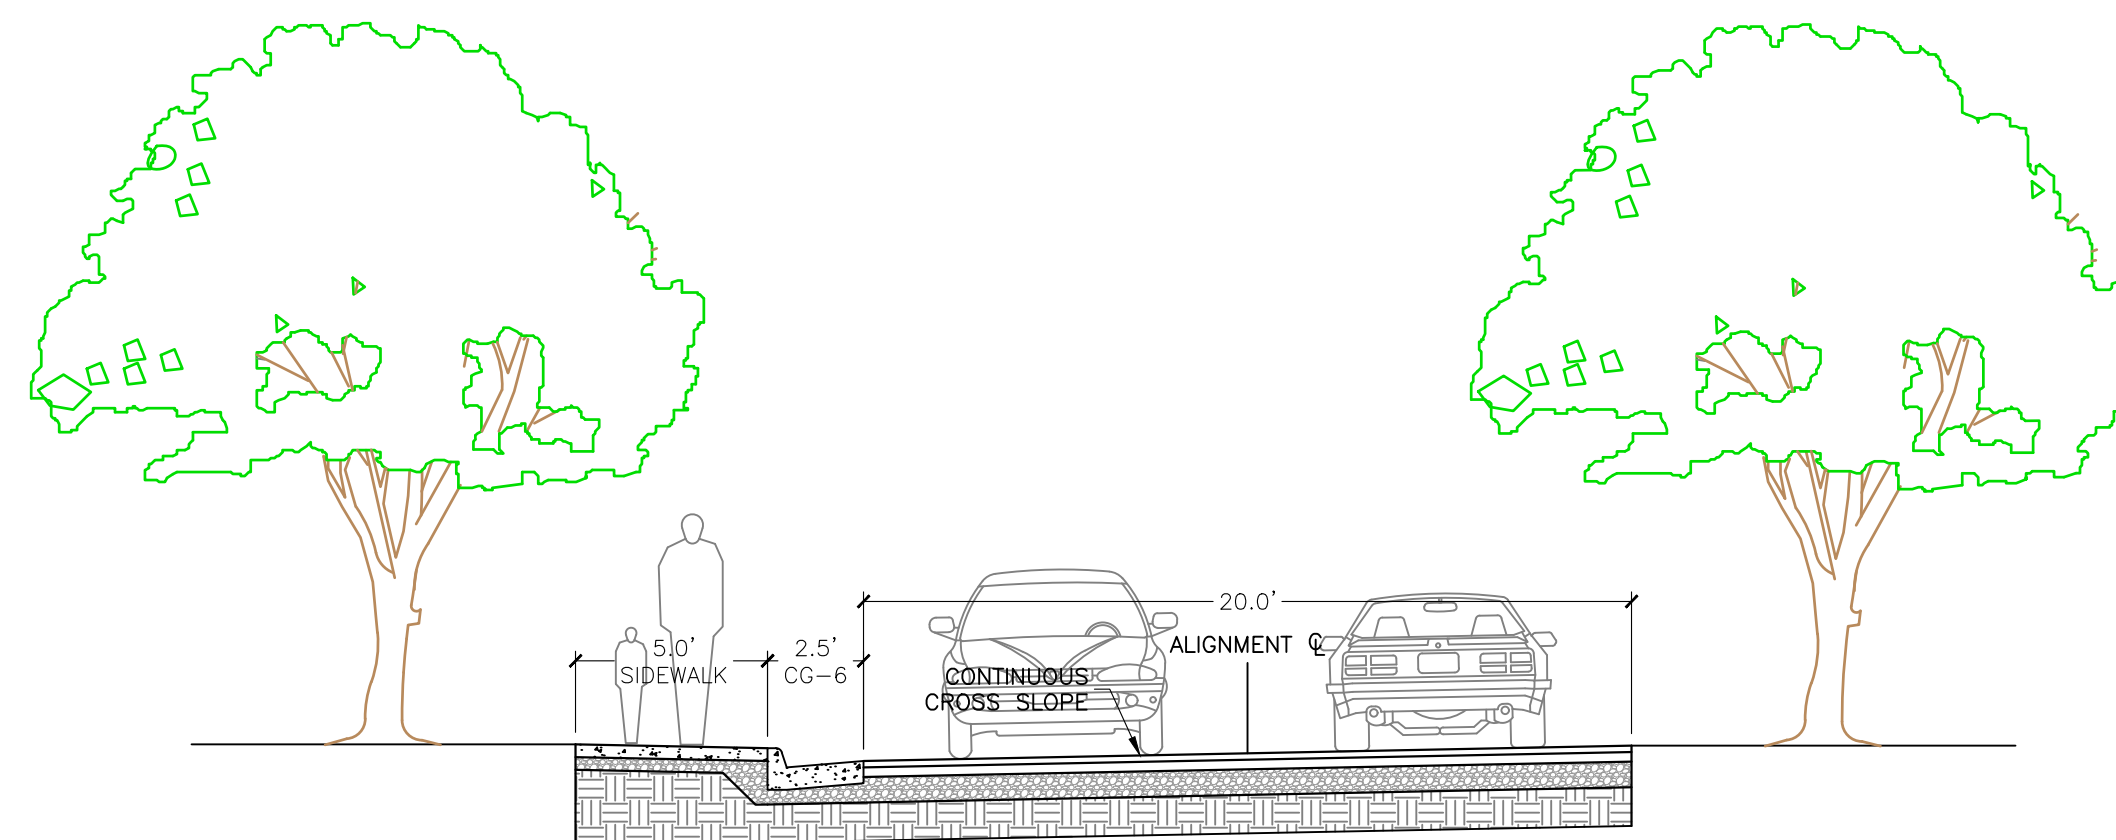 20.0'
ALIGNMENT ℄
5.0'
SIDEWALK
2.5'
CG-6
CONTINUOUS
CROSS SLOPE